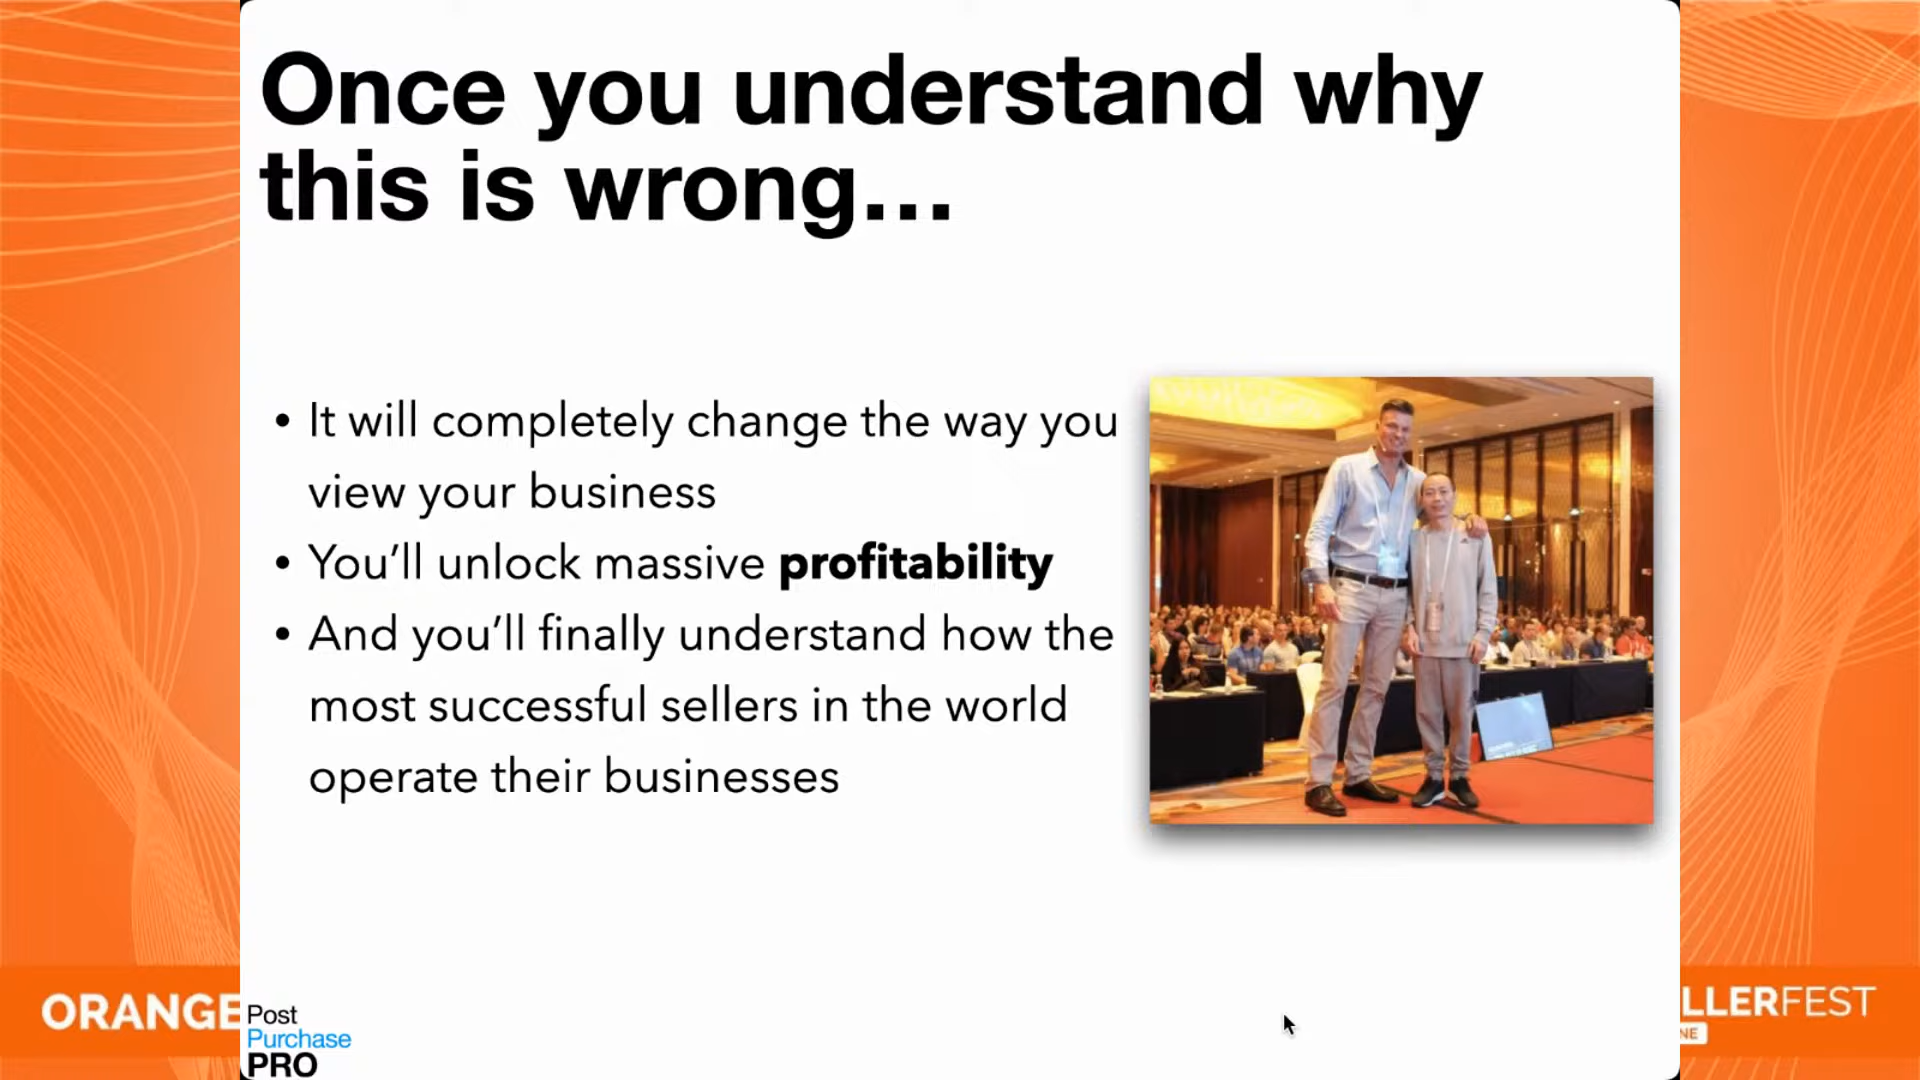 Once you understand why
this is wrong...
• It will completely change the way you
view your business
• You’ll unlock massive profitability
• And you’ll finally understand how the
most successful sellers in the world
operate their businesses
ORANGE
Post
Purchase
PRO
LLERFEST
NE